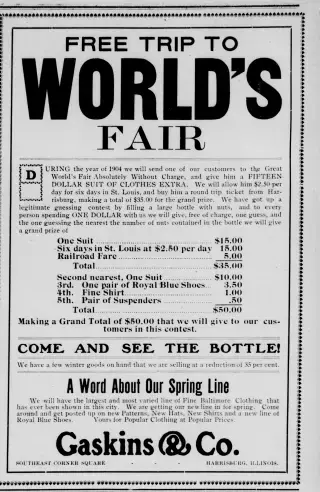 FREE TRIP TO
WORLD'S
FAIR
DURING the year of 1904 we will send one of our customers to the Great
World's Fair Absolutely Without Charge, and give him a FIFTEEN
DOLLAR SUIT OF CLOTHES EXTRA. We will allow him $2.50 per
day for six days in St. Louis, and buy him a round trip ticket from Har-
risburg, making a total of $35.00 for the grand prize. We have got up a
legitimate guessing contest by filling a large bottle with nuts, and to every
person spending ONE DOLLAR with us we will give, free of charge, one guess, and
the one guessing the nearest the number of nuts contained in the bottle we will give
a grand prize of
One Suit $15.00
Six days in St. Louis at $2.50 per day 15.00
Railroad Fare 5.00
Total $35.00
Second nearest, One Suit $10.00
3rd. One pair of Royal Blue Shoes 3.50
4th. Fine Shirt 1.00
5th. Pair of Suspenders .50
Total $50.00
Making a Grand Total of $50.00 that we will give to our cus-
tomers in this contest.
COME AND SEE THE BOTTLE!
We have a few winter goods on hand that we are selling at a reduction of 35 per cent.
A Word About Our Spring Line
We will have the largest and most varied line of Fine Baltimore Clothing that
has ever been shown in this city. We are getting our new line in for spring. Come
around and get posted up on new Patterns, New Hats, New Shirts and a new line of
Royal Blue Shoes. Yours for Popular Clothing at Popular Prices.
Gaskins & Co.
SOUTHEAST CORNER SQUARE - - - HARRISBURG, ILLINOIS.